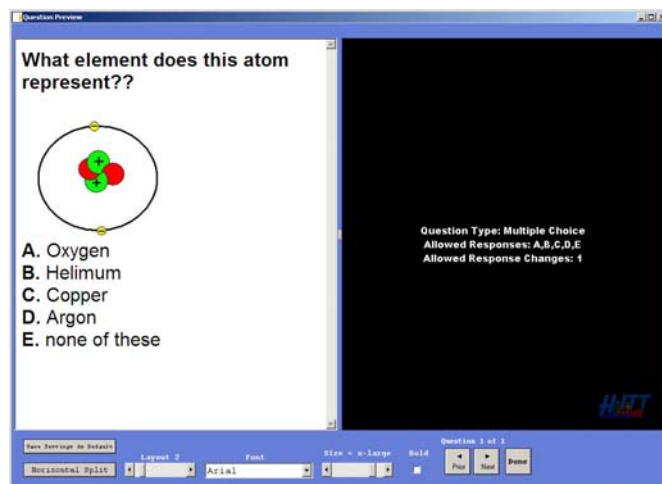 Question Preview
What element does this atom
represent??
+
+
A. Oxygen
B. Helimum
C. Copper
D. Argon
E. none of these
Question Type: Multiple Choice
Allowed Responses: A,B,C,D,E
Allowed Response Changes: 1
H-ITT
Save Settings As Default
Horizontal Split
Layout 2
Font
Arial
Size = x-large
Bold
Question 1 of 1
Prev
Next
Done